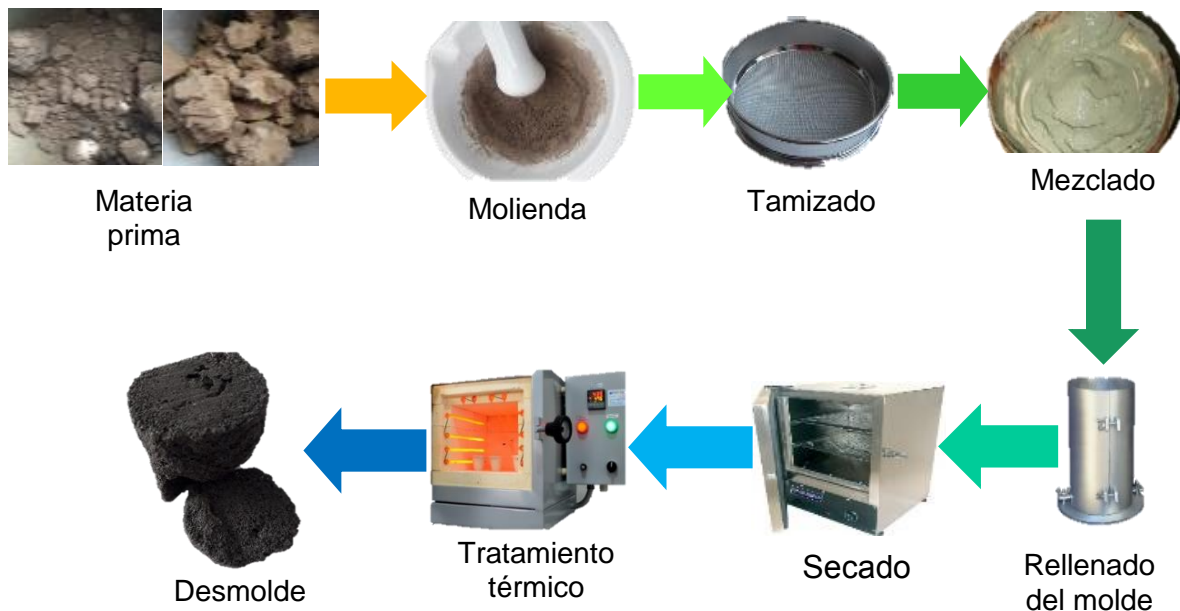 Materia
prima
Molienda
Tamizado
Mezclado
Rellenado
del molde
Secado
Tratamiento
térmico
Desmolde